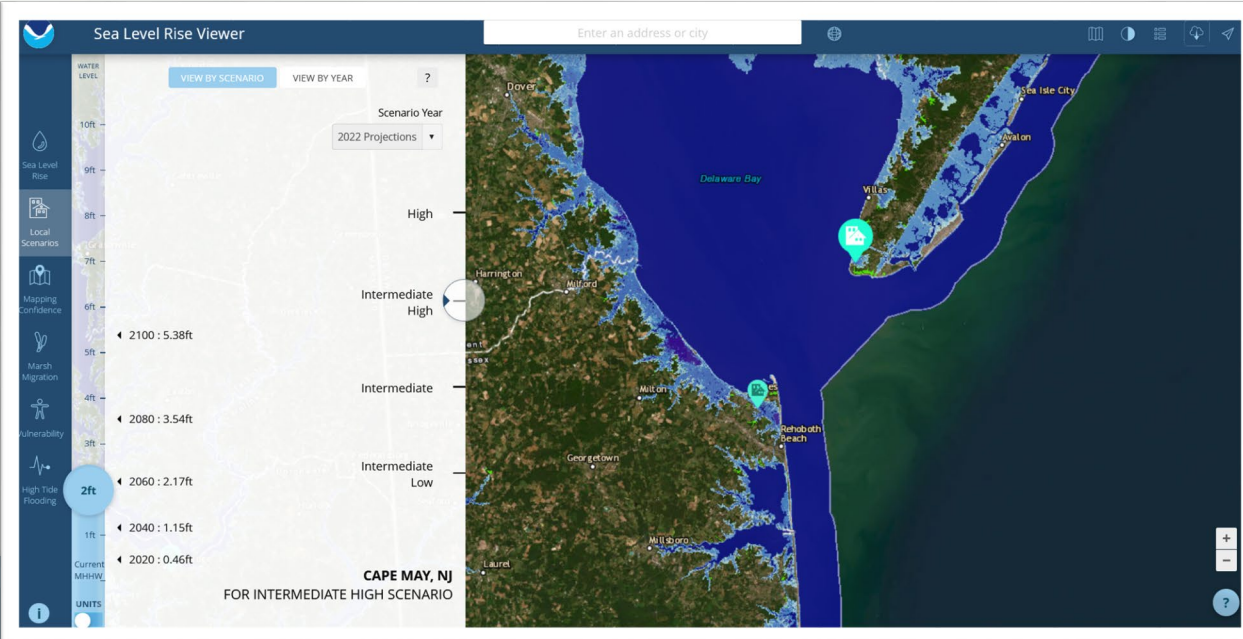 Sea Level Rise Viewer
Enter an address or city
WATER
LEVEL
VIEW BY SCENARIO
VIEW BY YEAR
?
Scenario Year
2022 Projections
10ft
9ft
8ft
7ft
6ft
5ft
4ft
3ft
2ft
1ft
Current
MHHW
UNITS
Sea Level
Rise
Local
Scenarios
Mapping
Confidence
Marsh
Migration
Vulnerability
High Tide
Flooding
i
High
Intermediate
High
Intermediate
Intermediate
Low
2100 : 5.38ft
2080 : 3.54ft
2060 : 2.17ft
2040 : 1.15ft
2020 : 0.46ft
CAPE MAY, NJ
FOR INTERMEDIATE HIGH SCENARIO
Dover
Sea Isle City
Avalon
Delaware Bay
Villas
Harrington
Milford
Milton
Rehoboth
Beach
Georgetown
Millsboro
Laurel
+
−
?